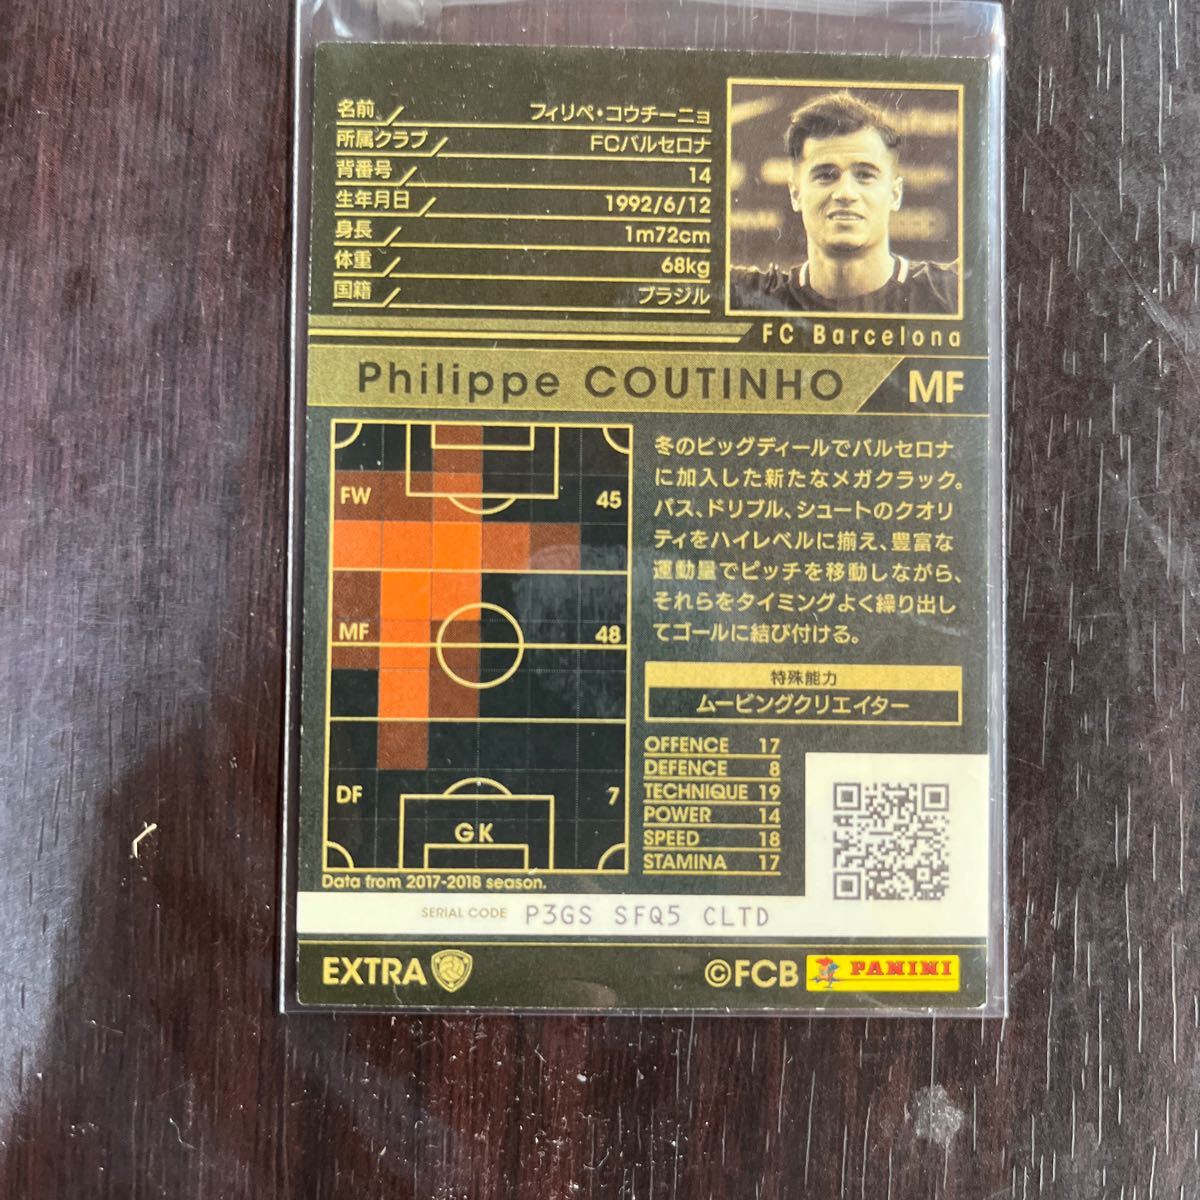 名前 フィリペ・コウチーニョ
所属クラブ FCバルセロナ
背番号 14
生年月日 1992/6/12
身長 1m72cm
体重 68kg
国籍 ブラジル
FC Barcelona
Philippe COUTINHO MF
冬のビッグディールでバルセロナ
に加入した新たなメガクラック。
パス、ドリブル、シュートのクオリ
ティをハイレベルに揃え、豊富な
運動量でピッチを移動しながら、
それらをタイミングよく繰り出し
てゴールに結び付ける。
FW 45
MF 48
DF 7
GK
Data from 2017-2018 season.
特殊能力
ムービングクリエイター
OFFENCE 17
DEFENCE 8
TECHNIQUE 19
POWER 14
SPEED 18
STAMINA 17
SERIAL CODE P3GS SFQ5 CLTD
EXTRA ©FCB PANINI